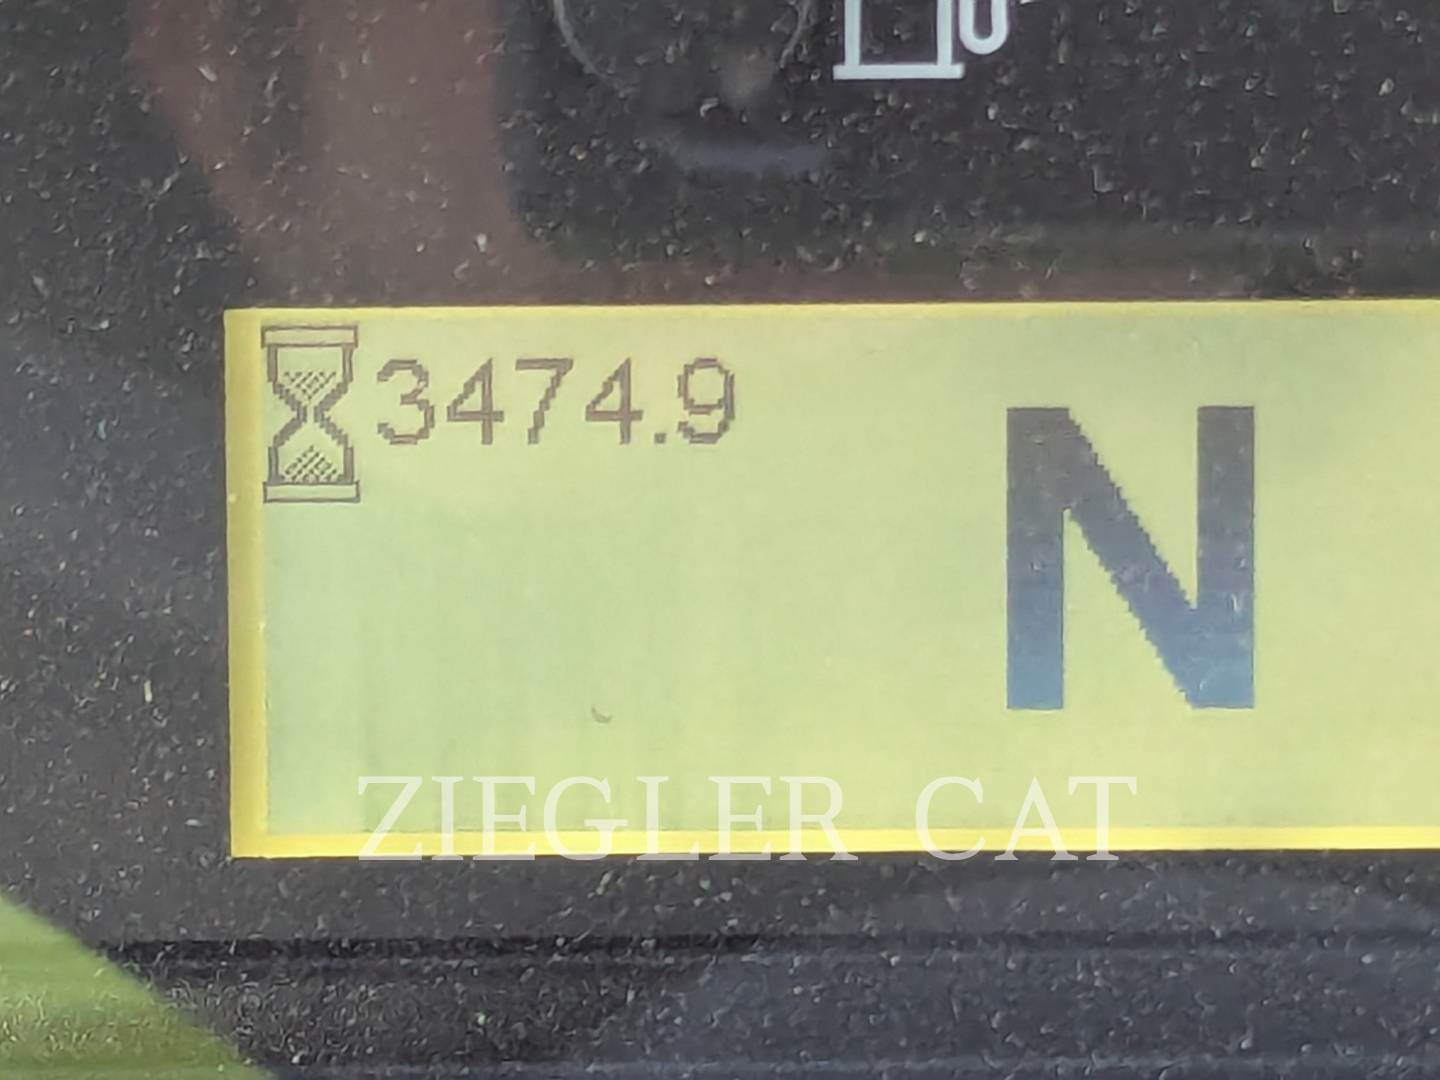 3474.9
N
ZIEGLER CAT